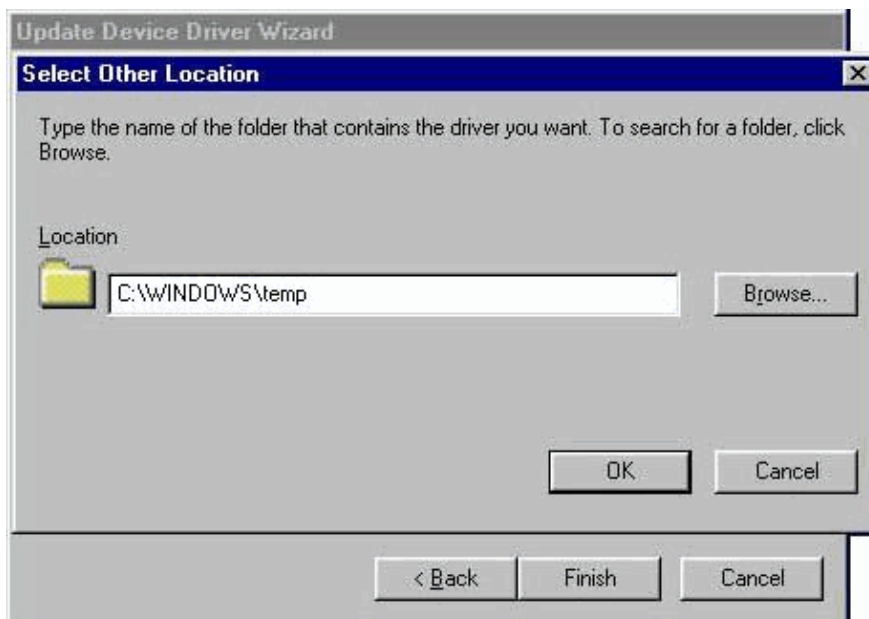 Update Device Driver Wizard
Select Other Location
Type the name of the folder that contains the driver you want. To search for a folder, click
Browse.
Location
C:\WINDOWS\temp
Browse...
OK
Cancel
< Back
Finish
Cancel